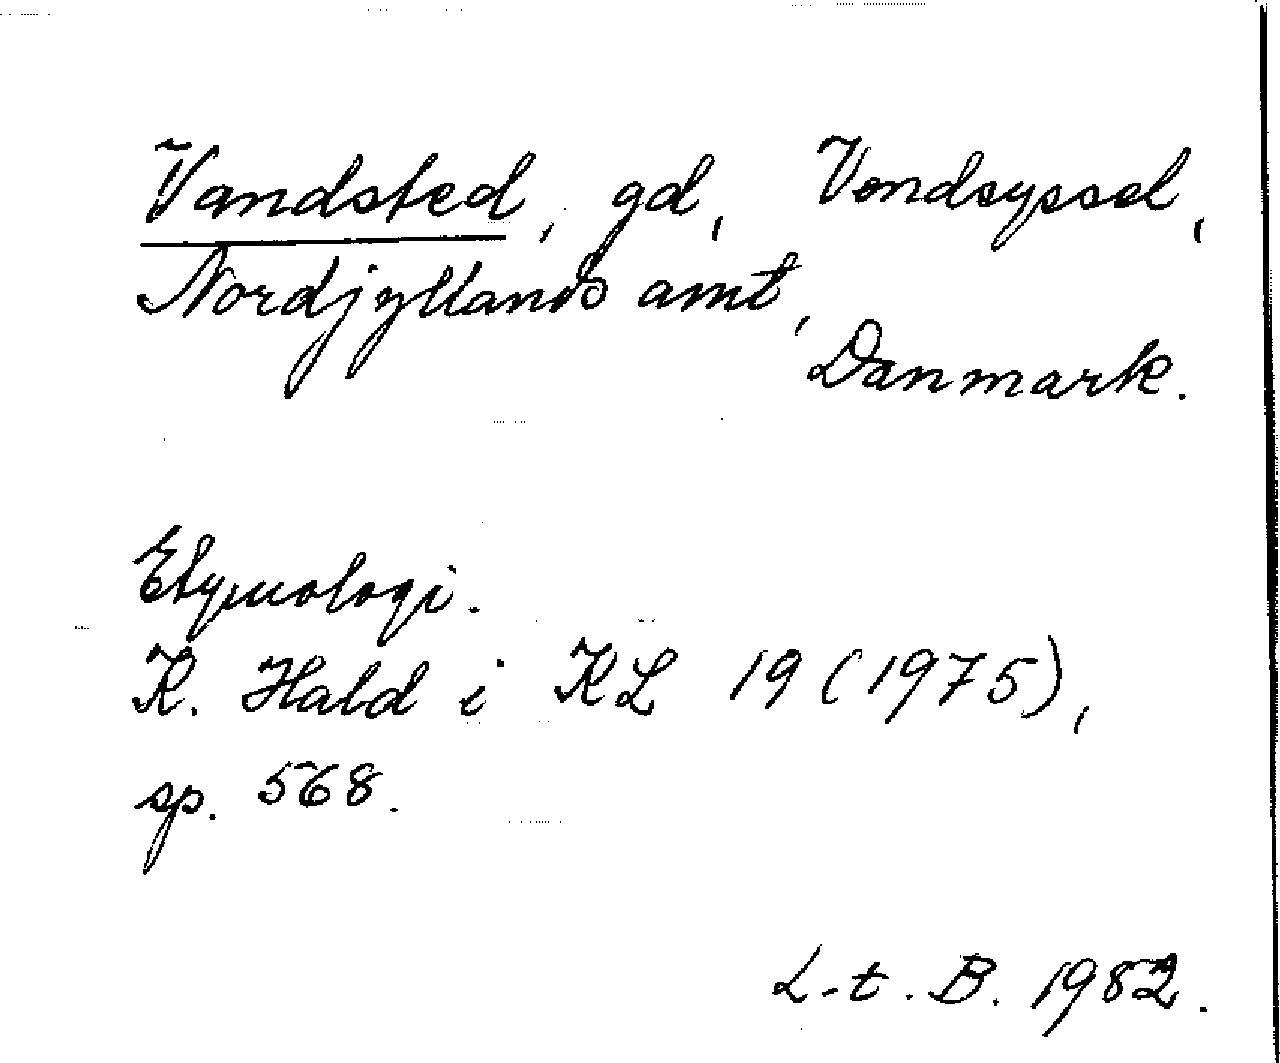 Vandsted, gd, Vendsyssel,
Nordjyllands amt,
Danmark.
Etymologi.
K. Hald i KL 19 (1975),
sp. 568.
L-t. B. 1982.